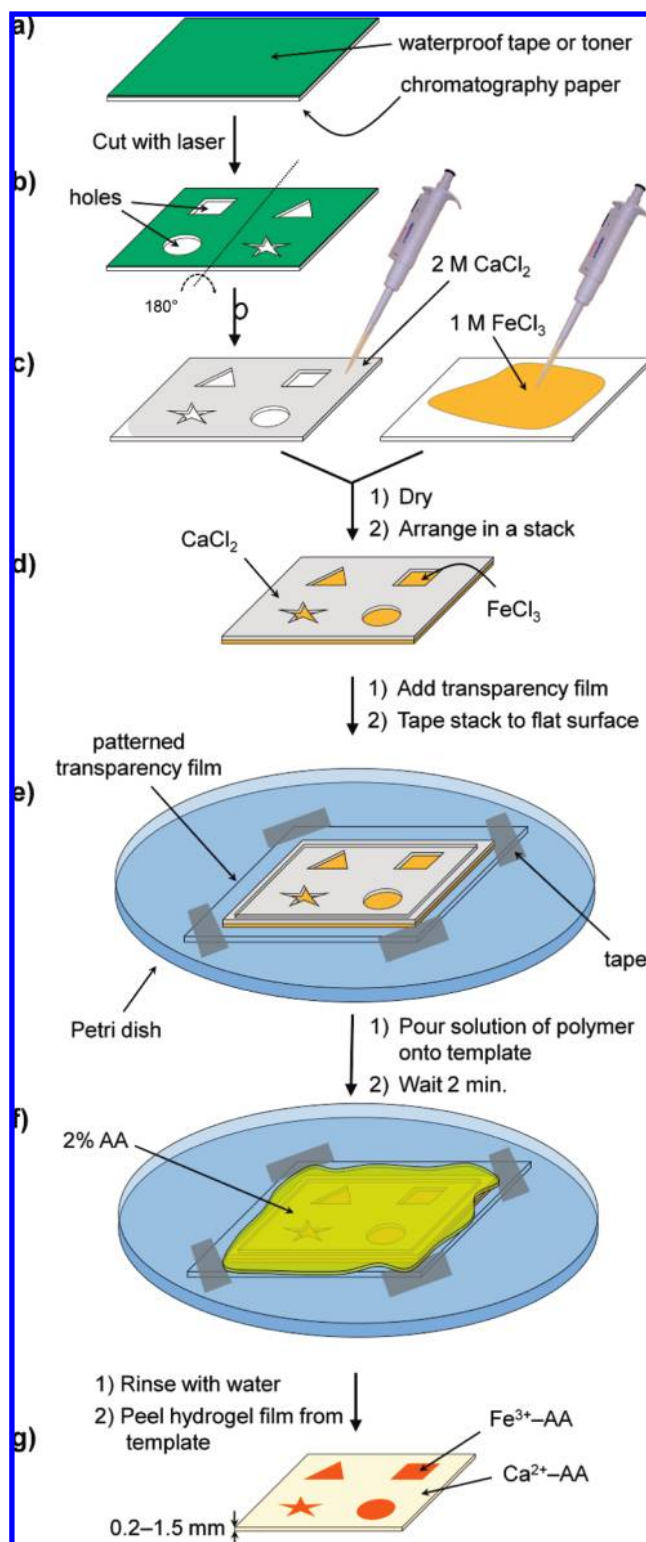 a)
waterproof tape or toner
chromatography paper
Cut with laser
b)
holes
180°
2 M CaCl₂
1 M FeCl₃
c)
1) Dry
2) Arrange in a stack
CaCl₂
d)
FeCl₃
1) Add transparency film
2) Tape stack to flat surface
patterned
transparency film
e)
tape
Petri dish
1) Pour solution of polymer
onto template
2) Wait 2 min.
f)
2% AA
1) Rinse with water
2) Peel hydrogel film from
template
g)
Fe³⁺–AA
Ca²⁺–AA
0.2–1.5 mm